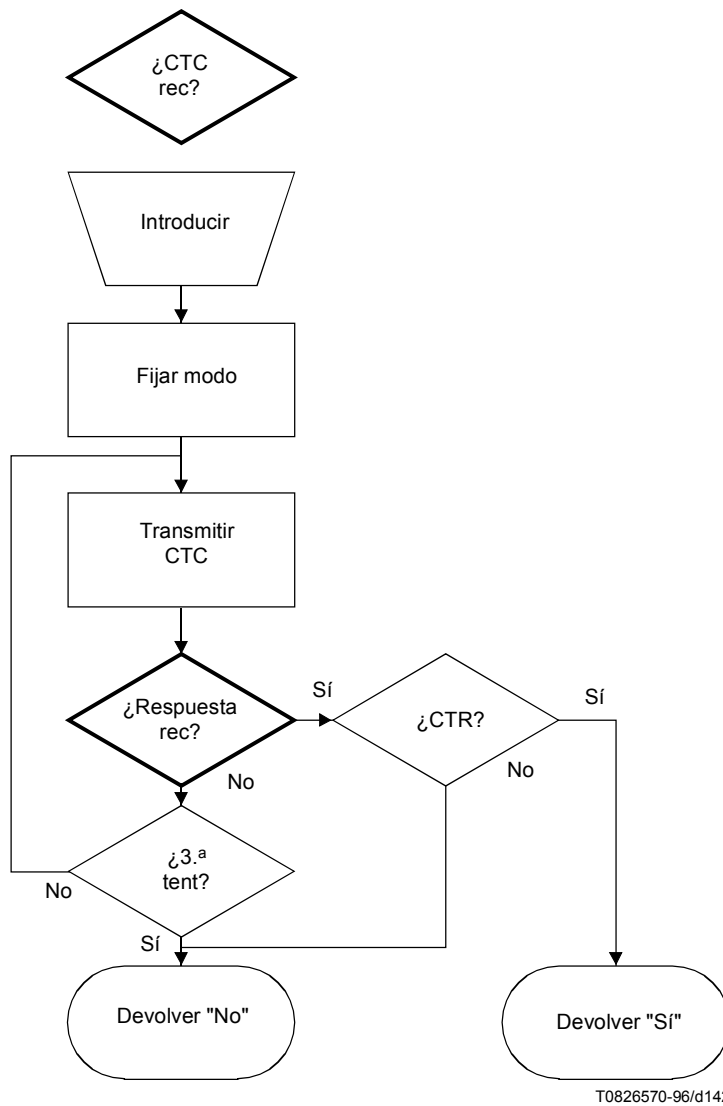 ¿CTC
rec?
Introducir
Fijar modo
Transmitir
CTC
¿Respuesta
rec?
Sí
¿CTR?
Sí
No
No
¿3.ª
tent?
No
Sí
Devolver "No"
Devolver "Sí"
T0826570-96/d142